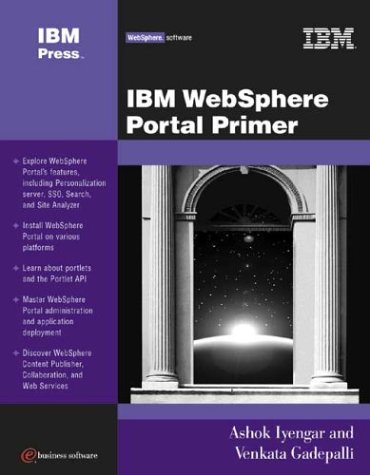 IBM
Press™
WebSphere. software
IBM
IBM WebSphere
Portal Primer
Explore WebSphere
Portal's features,
including Personalization
server, SSO, Search,
and Site Analyzer
Install WebSphere
Portal on various
platforms
Learn about portlets
and the Portlet API
Master WebSphere
Portal administration
and application
deployment
Discover WebSphere
Content Publisher,
Collaboration, and
Web Services
e business software
Ashok Iyengar and
Venkata Gadepalli